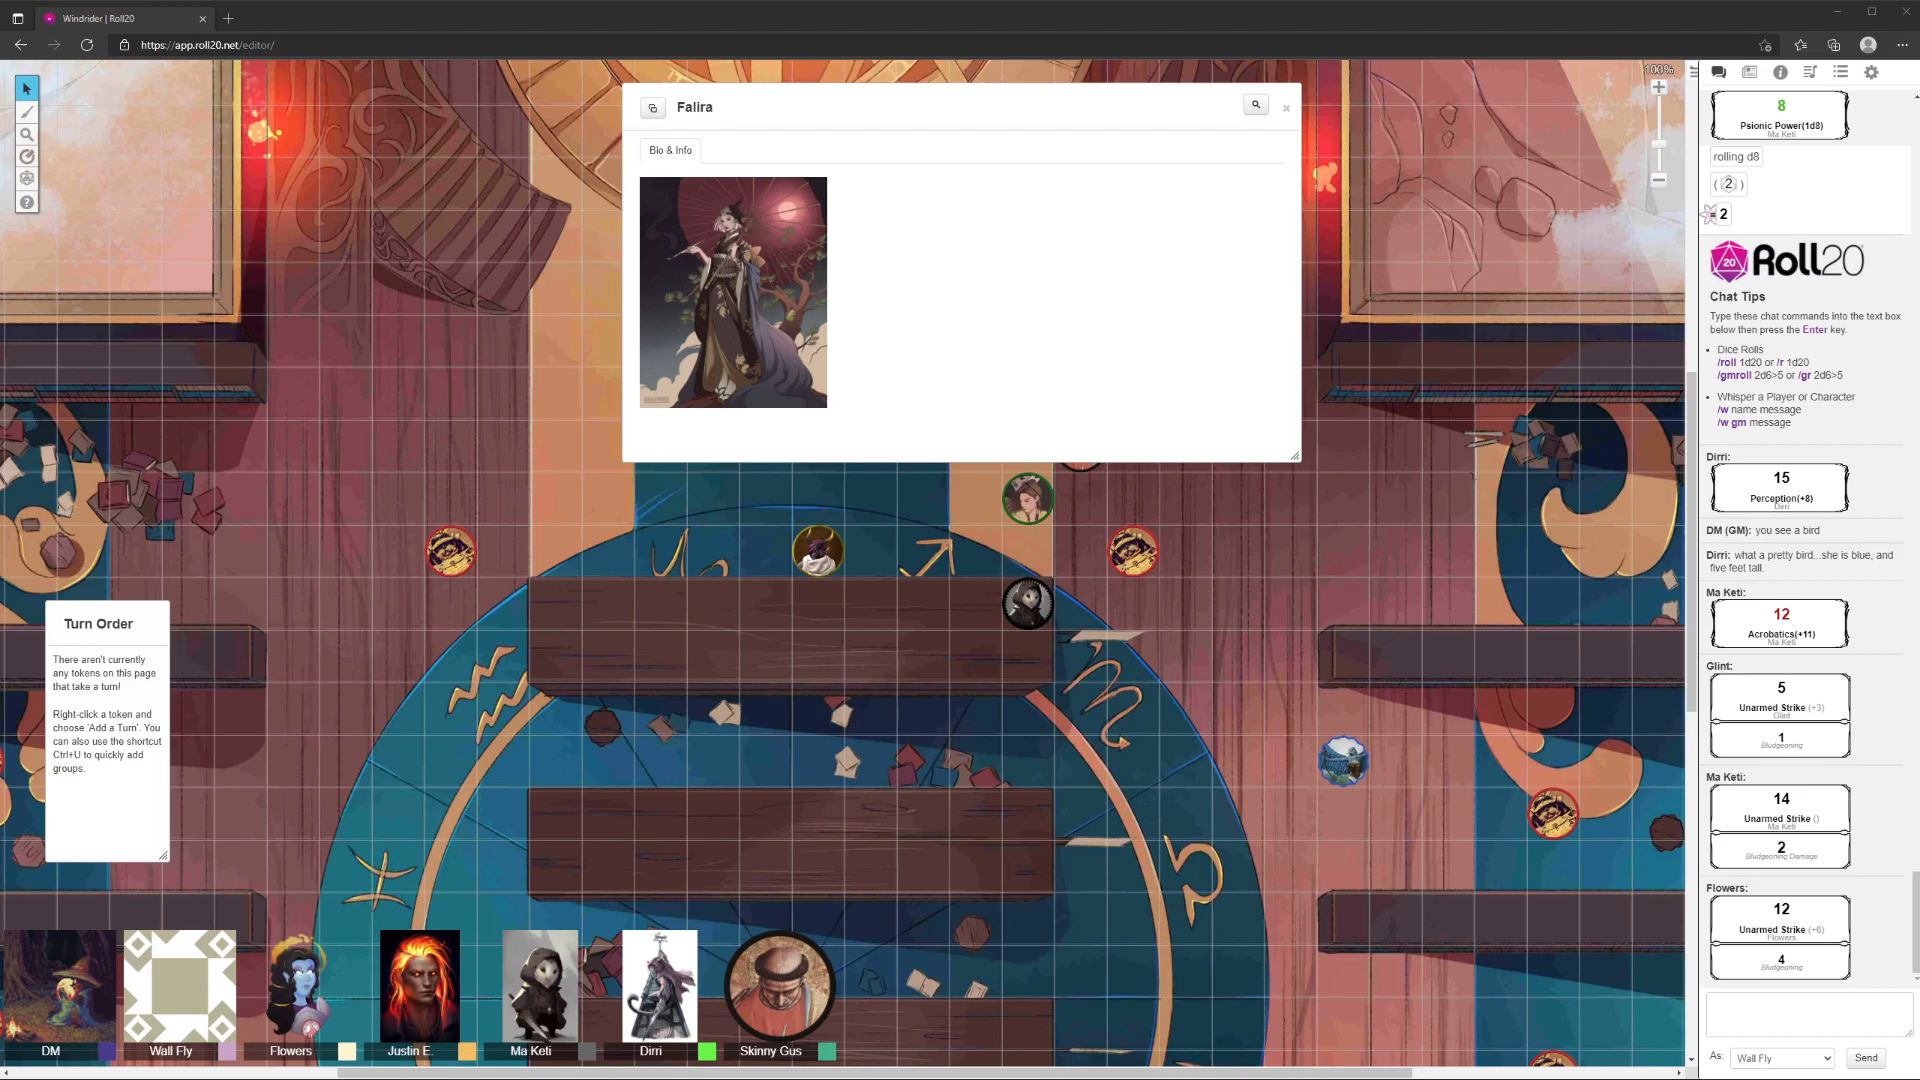 Windrider | Roll20
https://app.roll20.net/editor/
100%
Falira
Bio & Info
8
Psionic Power(1d8)
Ma Keti
rolling d8
( 2 )
= 2
20
Roll20
Chat Tips
Type these chat commands into the text box
below then press the Enter key.
Dice Rolls
/roll 1d20 or /r 1d20
/gmroll 2d6>5 or /gr 2d6>5
Whisper a Player or Character
/w name message
/w gm message
Dirri:
15
Perception(+8)
Dirri
DM (GM): you see a bird
Dirri: what a pretty bird...she is blue, and
five feet tall.
Ma Keti:
12
Acrobatics(+11)
Ma Keti
Glint:
5
Unarmed Strike (+3)
Glint
1
Bludgeoning
Ma Keti:
14
Unarmed Strike ()
Ma Keti
2
Bludgeoning Damage
Flowers:
12
Unarmed Strike (+6)
Flowers
4
Bludgeoning
As:
Wall Fly
Send
Turn Order
There aren't currently
any tokens on this page
that take a turn!
Right-click a token and
choose 'Add a Turn'. You
can also use the shortcut
Ctrl+U to quickly add
groups.
DM
Wall Fly
Flowers
Justin E.
Ma Keti
Dirri
Skinny Gus